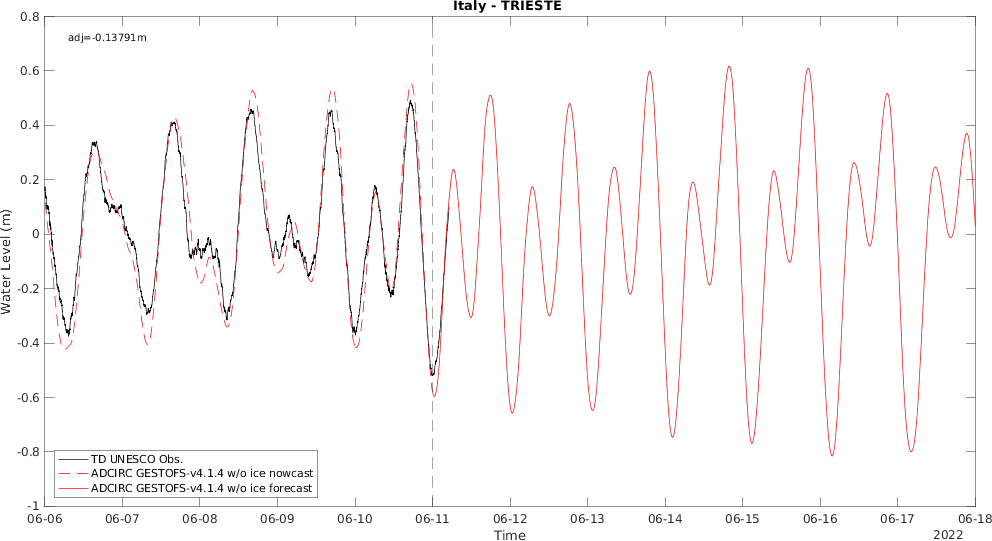 Italy - TRIESTE
adj=-0.13791m
0.8
0.6
0.4
0.2
0
-0.2
-0.4
-0.6
-0.8
-1
Water Level (m)
TD UNESCO Obs.
ADCIRC GESTOFS-v4.1.4 w/o ice nowcast
ADCIRC GESTOFS-v4.1.4 w/o ice forecast
06-06 06-07 06-08 06-09 06-10 06-11 06-12 06-13 06-14 06-15 06-16 06-17 06-18
Time
2022